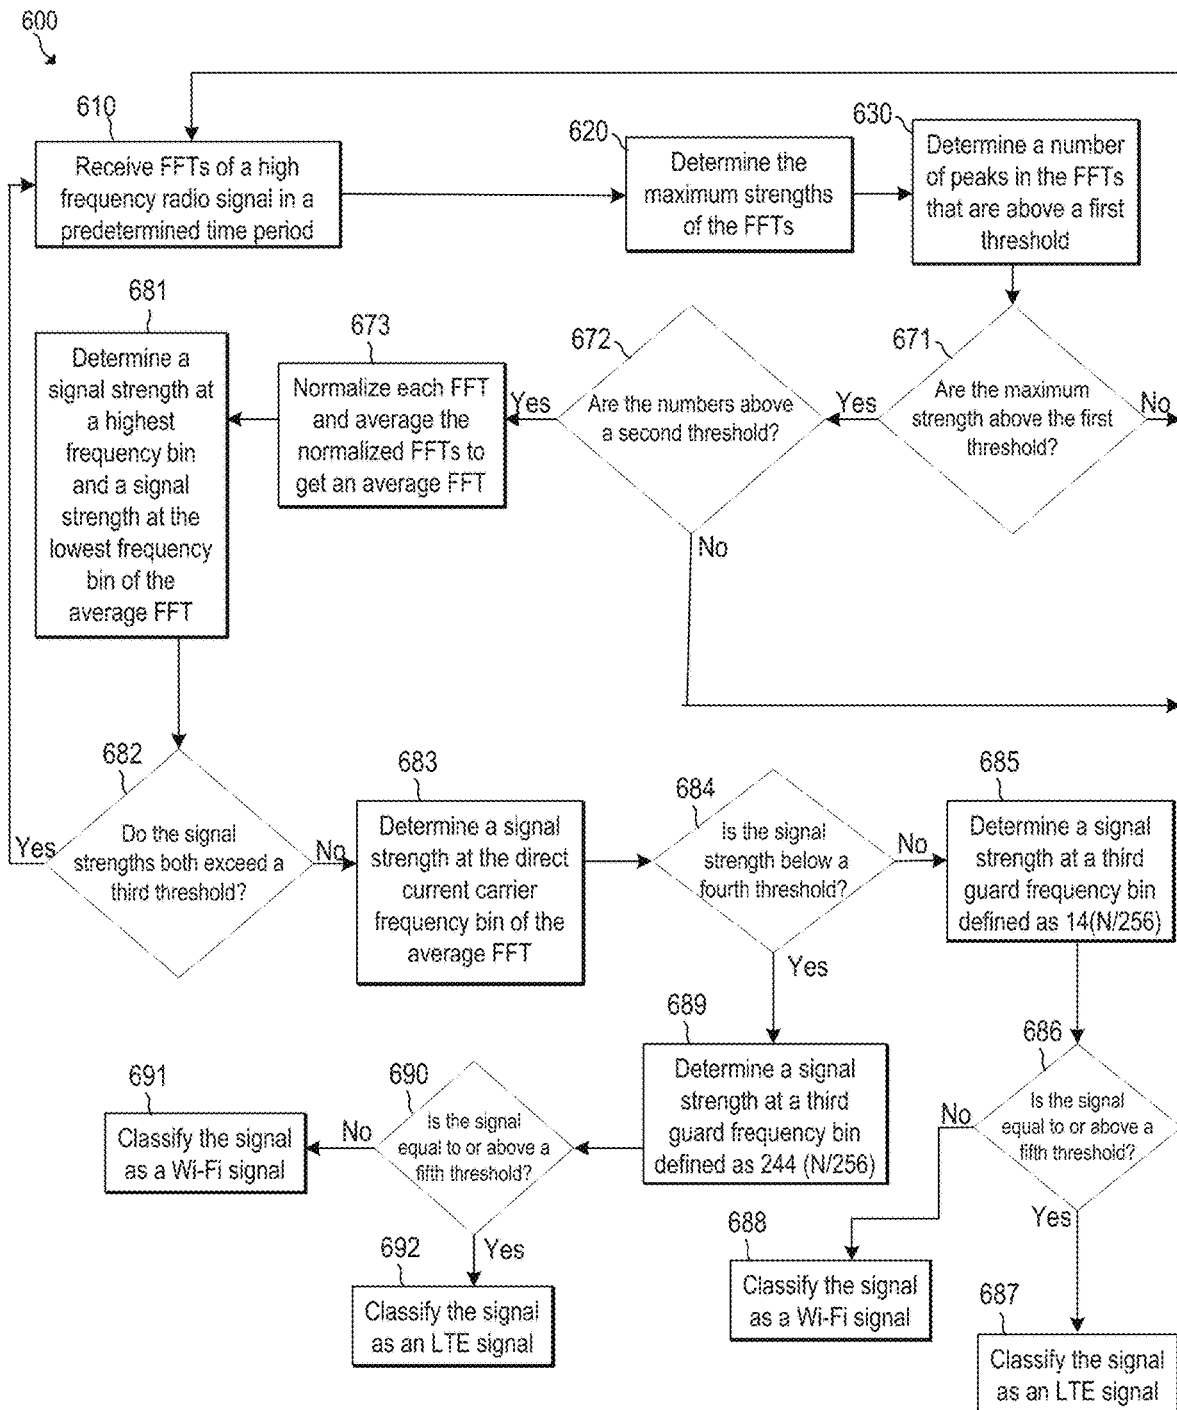 600
610
Receive FFTs of a high
frequency radio signal in a
predetermined time period
620
Determine the
maximum strengths
of the FFTs
630
Determine a number
of peaks in the FFTs
that are above a first
threshold
671
Are the maximum
strength above the first
threshold?
No
Yes
672
Are the numbers above
a second threshold?
Yes
No
673
Normalize each FFT
and average the
normalized FFTs to
get an average FFT
681
Determine a
signal strength at
a highest
frequency bin
and a signal
strength at the
lowest frequency
bin of the
average FFT
682
Do the signal
strengths both exceed a
third threshold?
Yes
No
683
Determine a signal
strength at the direct
current carrier
frequency bin of the
average FFT
684
Is the signal
strength below a
fourth threshold?
No
Yes
685
Determine a signal
strength at a third
guard frequency bin
defined as 14(N/256)
686
Is the signal
equal to or above a
fifth threshold?
No
Yes
689
Determine a signal
strength at a third
guard frequency bin
defined as 244 (N/256)
690
Is the signal
equal to or above a
fifth threshold?
No
Yes
691
Classify the signal
as a Wi-Fi signal
692
Classify the signal
as an LTE signal
688
Classify the signal
as a Wi-Fi signal
687
Classify the signal
as an LTE signal